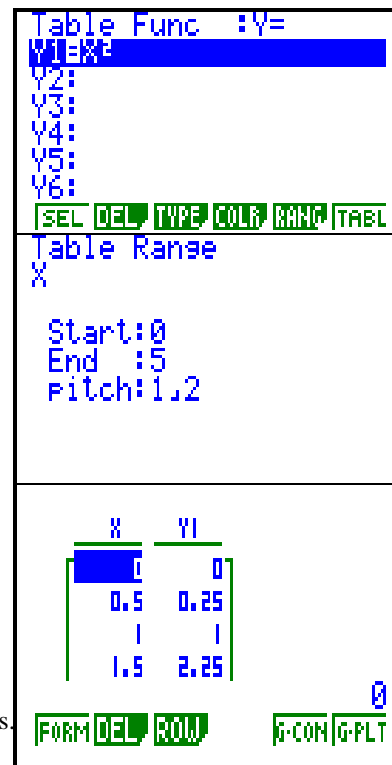 Table Func :Y=
Y1=X²
Y2:
Y3:
Y4:
Y5:
Y6:
SEL DEL TYPE COLR RANG TABL
Table Range
X
Start:0
End :5
pitch:1⌟2
X Y1
0 0
0.5 0.25
1 1
1.5 2.25
0
s.
FORM DEL ROW G·CON G·PLT